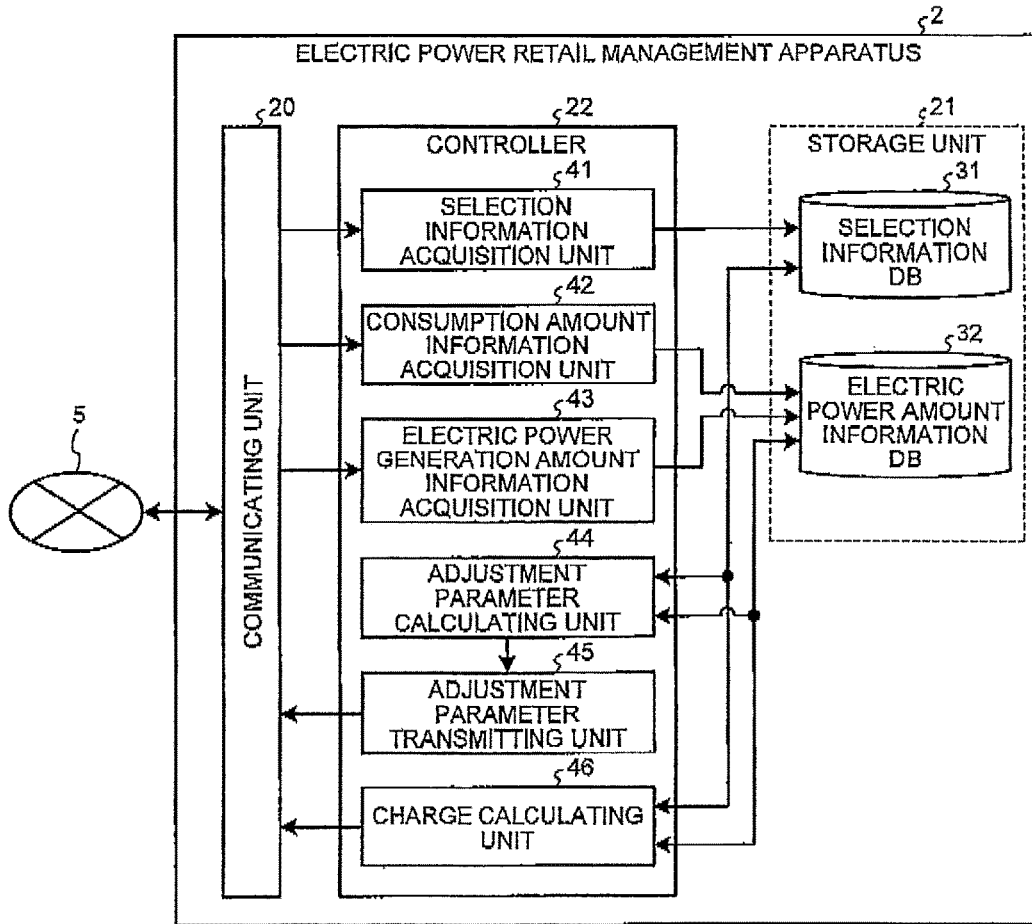 2
ELECTRIC POWER RETAIL MANAGEMENT APPARATUS
20
COMMUNICATING UNIT
22
CONTROLLER
41
SELECTION
INFORMATION
ACQUISITION UNIT
42
CONSUMPTION AMOUNT
INFORMATION
ACQUISITION UNIT
43
ELECTRIC POWER
GENERATION AMOUNT
INFORMATION
ACQUISITION UNIT
44
ADJUSTMENT
PARAMETER
CALCULATING UNIT
45
ADJUSTMENT
PARAMETER
TRANSMITTING UNIT
46
CHARGE CALCULATING
UNIT
21
STORAGE UNIT
31
SELECTION
INFORMATION
DB
32
ELECTRIC
POWER AMOUNT
INFORMATION
DB
5